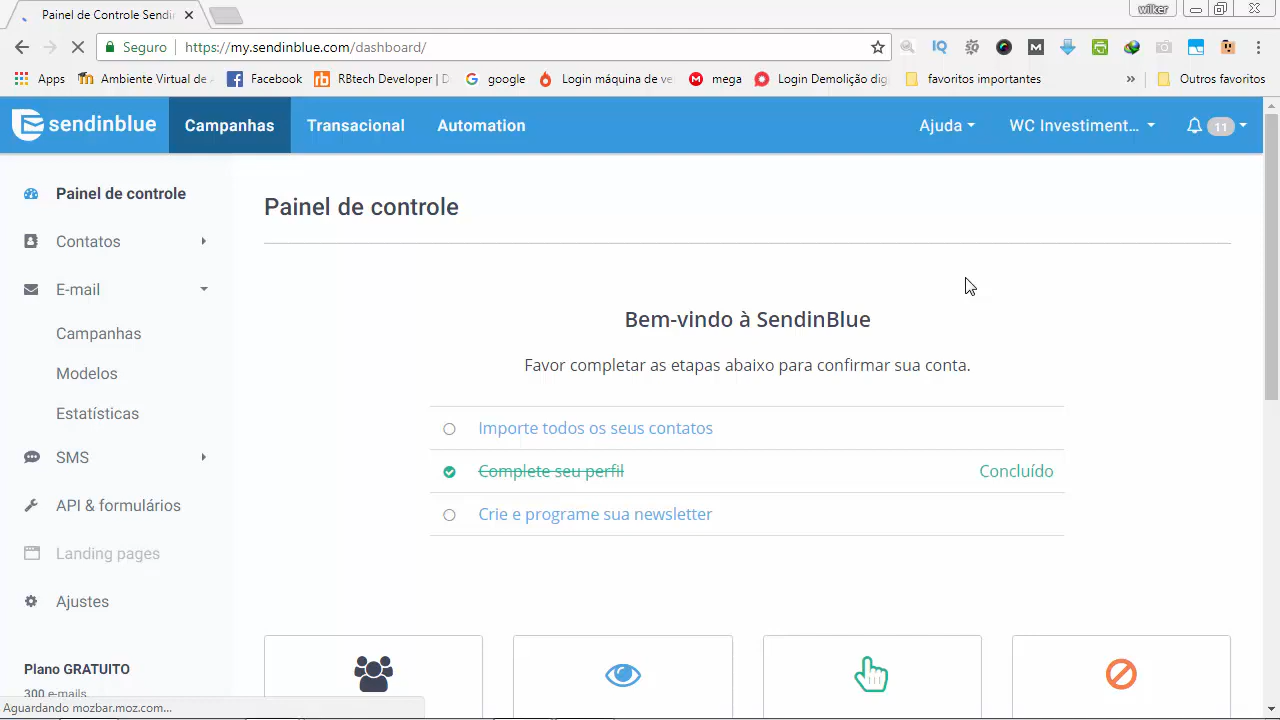 Painel de Controle Sendi
wilker
Seguro
https://my.sendinblue.com/dashboard/
Apps
Ambiente Virtual de
Facebook
RBtech Developer | D
google
Login máquina de ve
mega
Login Demolição dig
favoritos importantes
»
Outros favoritos
sendinblue
Campanhas
Transacional
Automation
Ajuda
WC Investiment...
11
Painel de controle
Contatos
E-mail
Campanhas
Modelos
Estatísticas
SMS
API & formulários
Landing pages
Ajustes
Plano GRATUITO
300 e-mails
Painel de controle
Bem-vindo à SendinBlue
Favor completar as etapas abaixo para confirmar sua conta.
Importe todos os seus contatos
Complete seu perfil
Concluído
Crie e programe sua newsletter
Aguardando mozbar.moz.com...